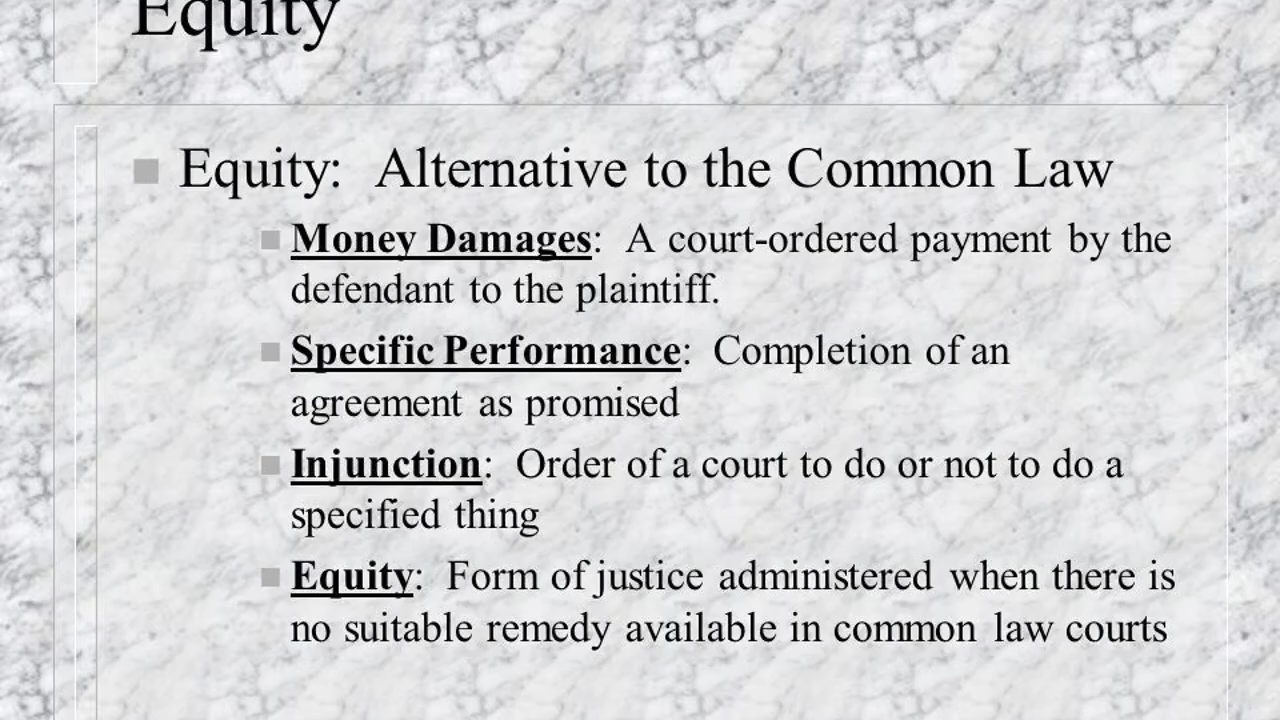 Equity
Equity: Alternative to the Common Law
Money Damages: A court-ordered payment by the
defendant to the plaintiff.
Specific Performance: Completion of an
agreement as promised
Injunction: Order of a court to do or not to do a
specified thing
Equity: Form of justice administered when there is
no suitable remedy available in common law courts